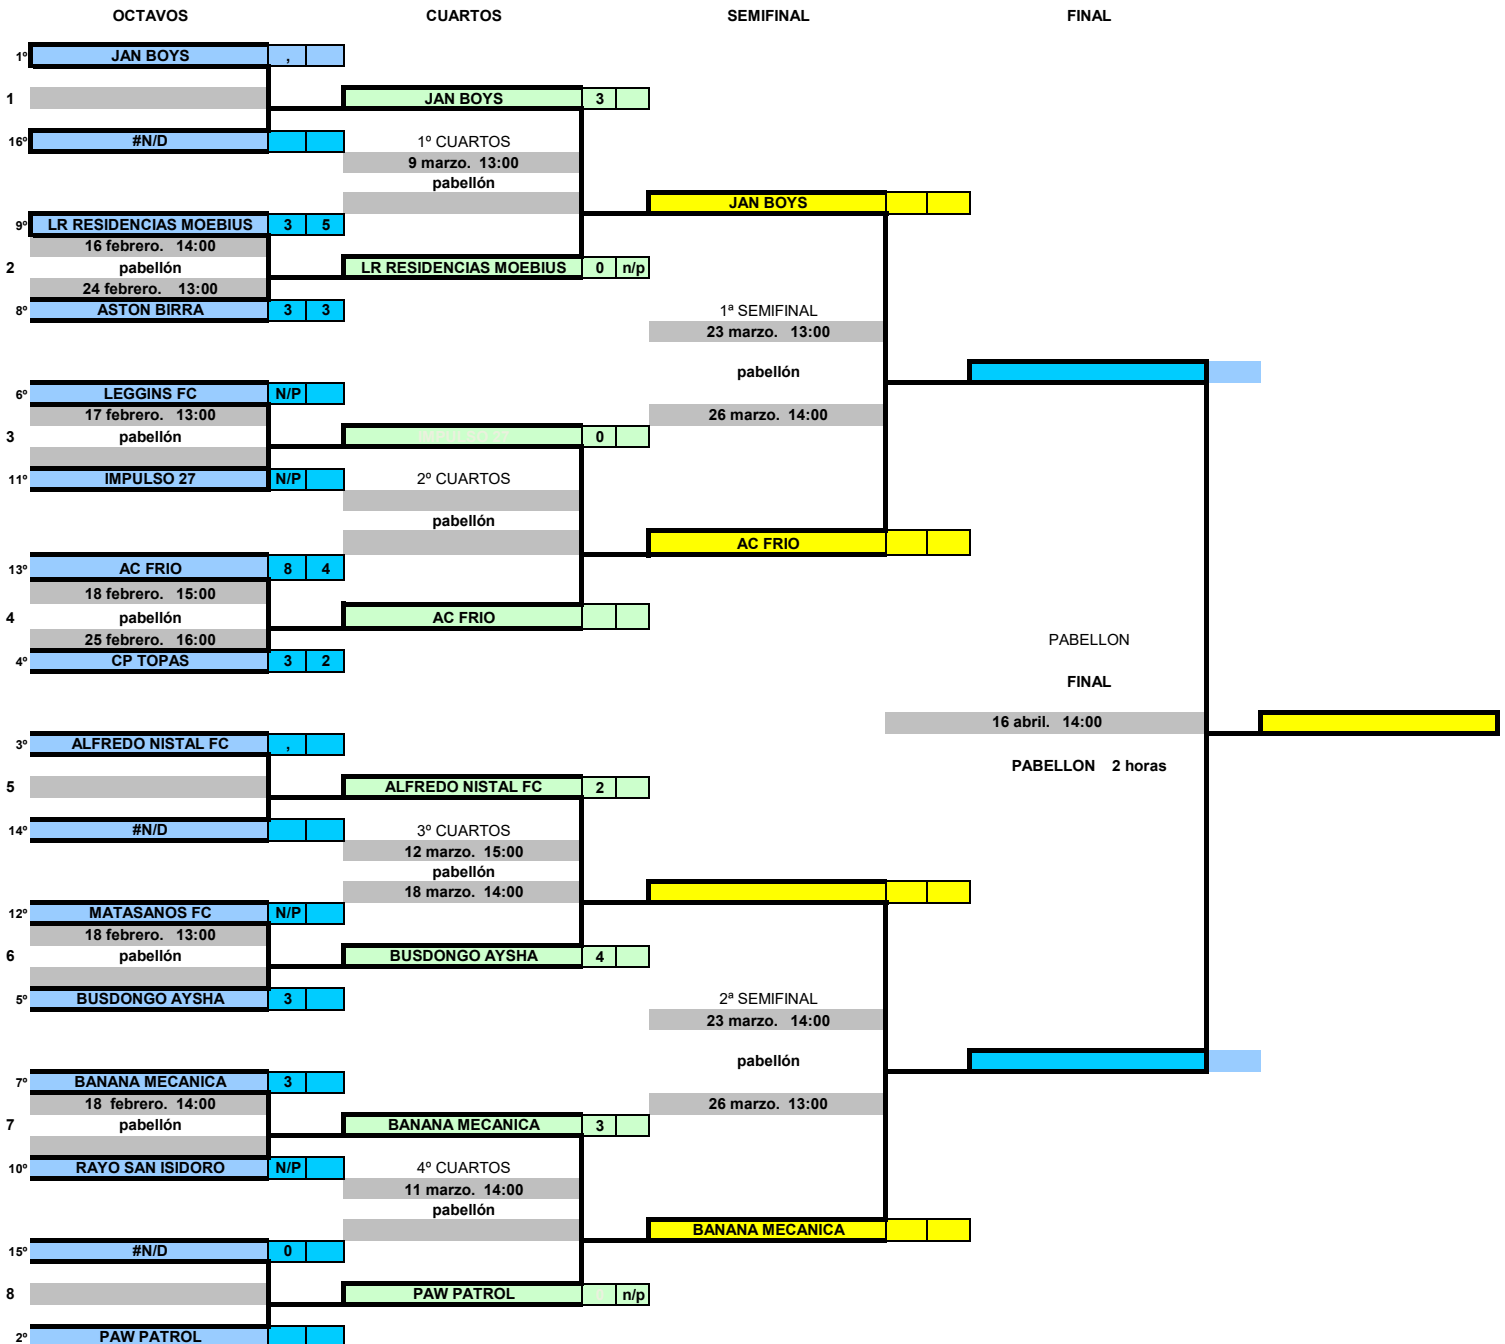 OCTAVOS CUARTOS SEMIFINAL FINAL
1º JAN BOYS ,
1 JAN BOYS 3
16º #N/D 1º CUARTOS
9 marzo. 13:00
pabellón
JAN BOYS
9º LR RESIDENCIAS MOEBIUS 3 5
16 febrero. 14:00
2 pabellón LR RESIDENCIAS MOEBIUS 0 n/p
24 febrero. 13:00
8º ASTON BIRRA 3 3 1ª SEMIFINAL
23 marzo. 13:00
pabellón
6º LEGGINS FC N/P
17 febrero. 13:00 26 marzo. 14:00
3 pabellón 0
11º IMPULSO 27 N/P 2º CUARTOS
pabellón
AC FRIO
13º AC FRIO 8 4
18 febrero. 15:00
4 pabellón AC FRIO
25 febrero. 16:00 PABELLON
4º CP TOPAS 3 2
FINAL
16 abril. 14:00
3º ALFREDO NISTAL FC ,
PABELLON 2 horas
5 ALFREDO NISTAL FC 2
14º #N/D 3º CUARTOS
12 marzo. 15:00
pabellón
18 marzo. 14:00
12º MATASANOS FC N/P
18 febrero. 13:00
6 pabellón BUSDONGO AYSHA 4
5º BUSDONGO AYSHA 3 2ª SEMIFINAL
23 marzo. 14:00
pabellón
7º BANANA MECANICA 3
18 febrero. 14:00 26 marzo. 13:00
7 pabellón BANANA MECANICA 3
10º RAYO SAN ISIDORO N/P 4º CUARTOS
11 marzo. 14:00
pabellón
BANANA MECANICA
15º #N/D 0
8 PAW PATROL n/p
2º PAW PATROL